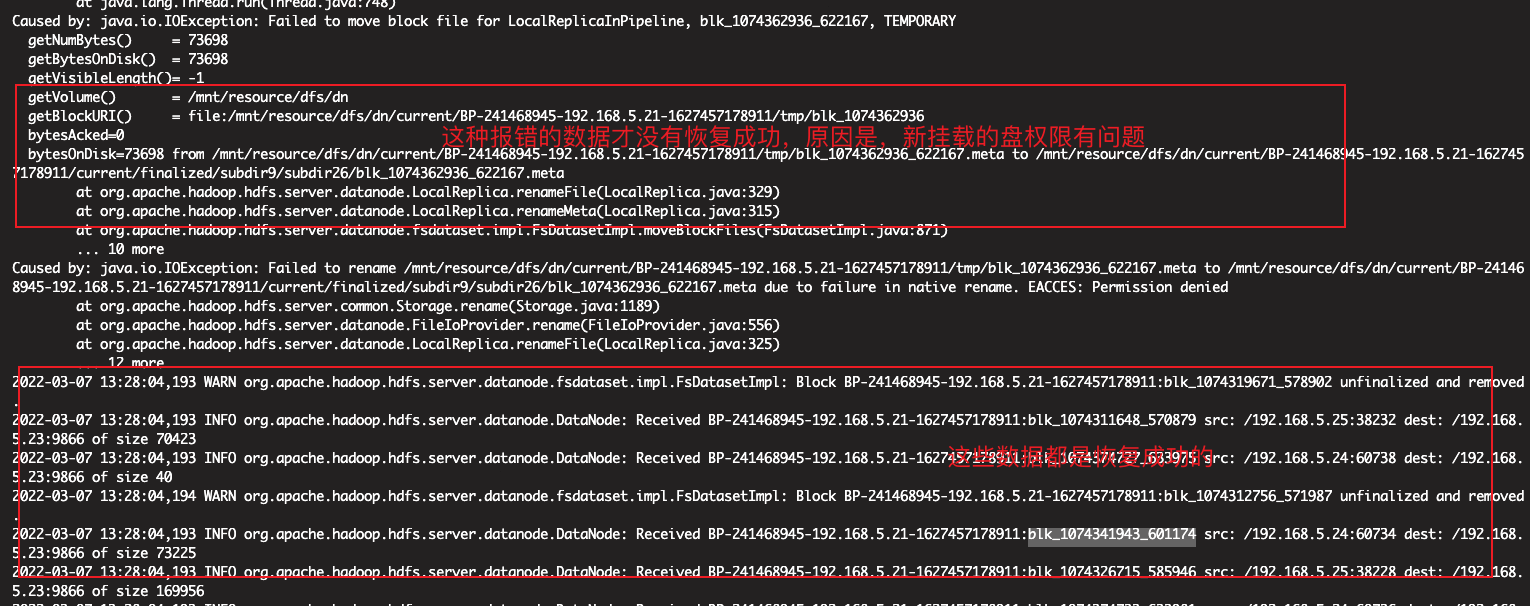 at java.lang.Thread.run(Thread.java:748)
Caused by: java.io.IOException: Failed to move block file for LocalReplicaInPipeline, blk_1074362936_622167, TEMPORARY
getNumBytes()     = 73698
getBytesOnDisk()  = 73698
getVisibleLength()= -1
getVolume()       = /mnt/resource/dfs/dn
getBlockURI()     = file:/mnt/resource/dfs/dn/current/BP-241468945-192.168.5.21-1627457178911/tmp/blk_1074362936
bytesAcked=0
这种报错的数据才没有恢复成功，原因是，新挂载的盘权限有问题
bytesOnDisk=73698 from /mnt/resource/dfs/dn/current/BP-241468945-192.168.5.21-1627457178911/tmp/blk_1074362936_622167.meta to /mnt/resource/dfs/dn/current/BP-241468945-192.168.5.21-162745
7178911/current/finalized/subdir9/subdir26/blk_1074362936_622167.meta
at org.apache.hadoop.hdfs.server.datanode.LocalReplica.renameFile(LocalReplica.java:329)
at org.apache.hadoop.hdfs.server.datanode.LocalReplica.renameMeta(LocalReplica.java:315)
at org.apache.hadoop.hdfs.server.datanode.fsdataset.impl.FsDatasetImpl.moveBlockFiles(FsDatasetImpl.java:871)
... 10 more
Caused by: java.io.IOException: Failed to rename /mnt/resource/dfs/dn/current/BP-241468945-192.168.5.21-1627457178911/tmp/blk_1074362936_622167.meta to /mnt/resource/dfs/dn/current/BP-24146
8945-192.168.5.21-1627457178911/current/finalized/subdir9/subdir26/blk_1074362936_622167.meta due to failure in native rename. EACCES: Permission denied
at org.apache.hadoop.hdfs.server.common.Storage.rename(Storage.java:1189)
at org.apache.hadoop.hdfs.server.datanode.FileIoProvider.rename(FileIoProvider.java:556)
at org.apache.hadoop.hdfs.server.datanode.LocalReplica.renameFile(LocalReplica.java:325)
... 12 more
2022-03-07 13:28:04,193 WARN org.apache.hadoop.hdfs.server.datanode.fsdataset.impl.FsDatasetImpl: Block BP-241468945-192.168.5.21-1627457178911:blk_1074319671_578902 unfinalized and removed
.
2022-03-07 13:28:04,193 INFO org.apache.hadoop.hdfs.server.datanode.DataNode: Received BP-241468945-192.168.5.21-1627457178911:blk_1074311648_570879 src: /192.168.5.25:38232 dest: /192.168.
5.23:9866 of size 70423
2022-03-07 13:28:04,193 INFO org.apache.hadoop.hdfs.server.datanode.DataNode: Received BP-241468945-192.168.5.21-1627457178911: src: /192.168.5.24:60738 dest: /192.168.
这些数据都是恢复成功的
5.23:9866 of size 40
2022-03-07 13:28:04,194 WARN org.apache.hadoop.hdfs.server.datanode.fsdataset.impl.FsDatasetImpl: Block BP-241468945-192.168.5.21-1627457178911:blk_1074312756_571987 unfinalized and removed
.
2022-03-07 13:28:04,193 INFO org.apache.hadoop.hdfs.server.datanode.DataNode: Received BP-241468945-192.168.5.21-1627457178911:blk_1074341943_601174 src: /192.168.5.24:60734 dest: /192.168.
5.23:9866 of size 73225
2022-03-07 13:28:04,193 INFO org.apache.hadoop.hdfs.server.datanode.DataNode: Received BP-241468945-192.168.5.21-1627457178911:blk_1074326715_585946 src: /192.168.5.25:38228 dest: /192.168.
5.23:9866 of size 169956